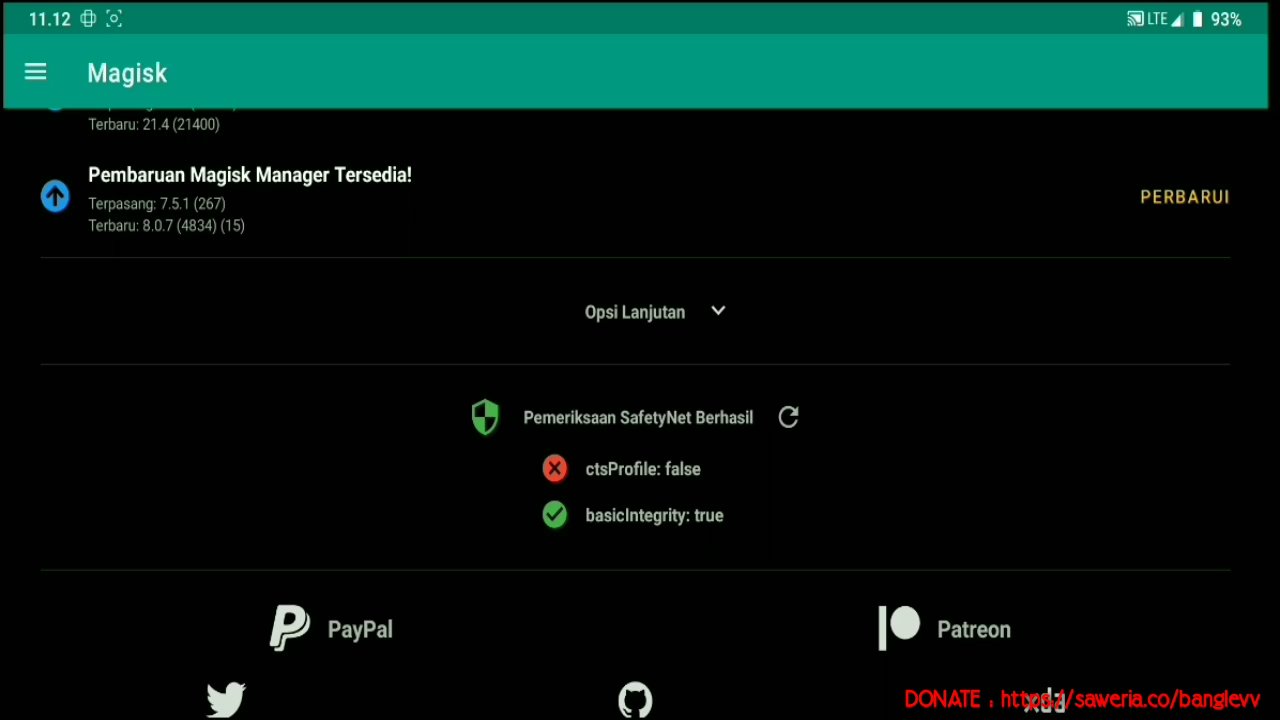 11.12
LTE 93%
Magisk
Terbaru: 21.4 (21400)
Pembaruan Magisk Manager Tersedia!
Terpasang: 7.5.1 (267)
Terbaru: 8.0.7 (4834) (15)
PERBARUI
Opsi Lanjutan
Pemeriksaan SafetyNet Berhasil
ctsProfile: false
basicIntegrity: true
PayPal
Patreon
xda
DONATE : https://saweria.co/banglevv